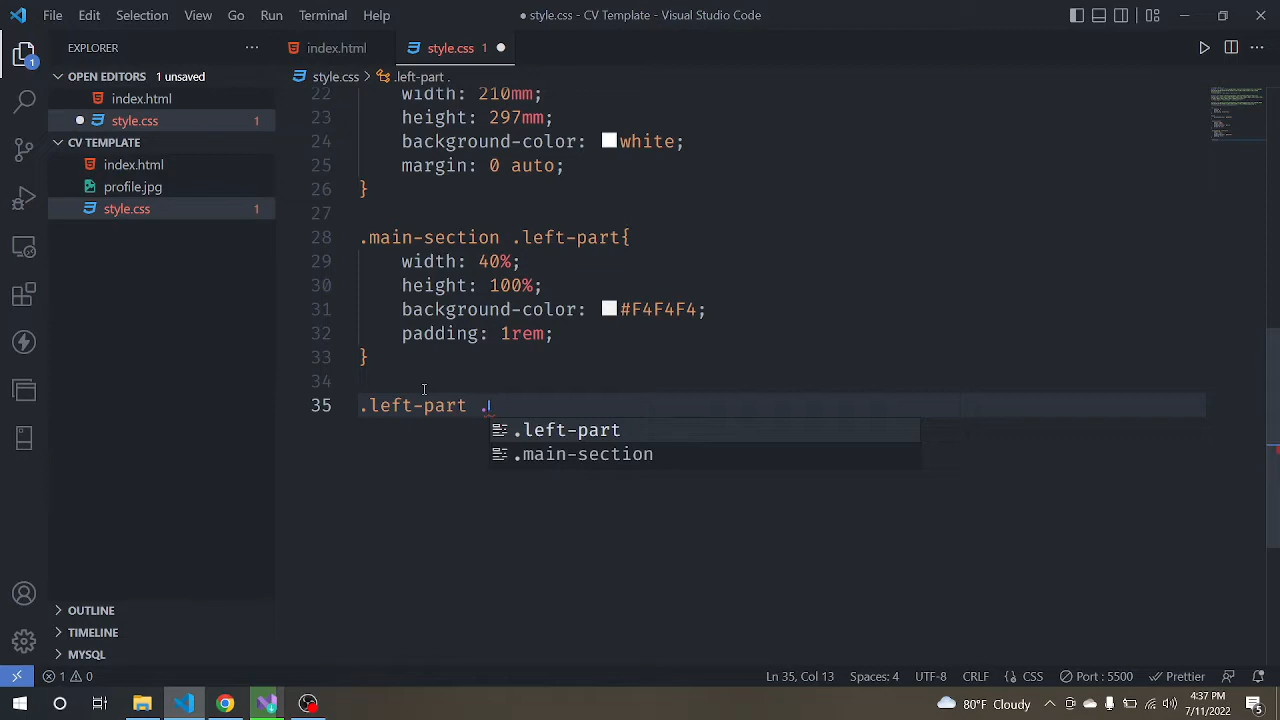 File Edit Selection View Go Run Terminal Help
● style.css - CV Template - Visual Studio Code
EXPLORER
index.html
style.css 1
OPEN EDITORS 1 unsaved
style.css > .left-part .
index.html
style.css 1
CV TEMPLATE
index.html
profile.jpg
style.css 1
22 width: 210mm;
23 height: 297mm;
24 background-color: white;
25 margin: 0 auto;
26 }
27
28 .main-section .left-part{
29 width: 40%;
30 height: 100%;
31 background-color: #F4F4F4;
32 padding: 1rem;
33 }
34
35 .left-part .
.left-part
.main-section
OUTLINE
TIMELINE
MYSQL
1 0 Ln 35, Col 13 Spaces: 4 UTF-8 CRLF CSS Port : 5500 Prettier
88°F Cloudy
4:37 PM
7/11/2022
5